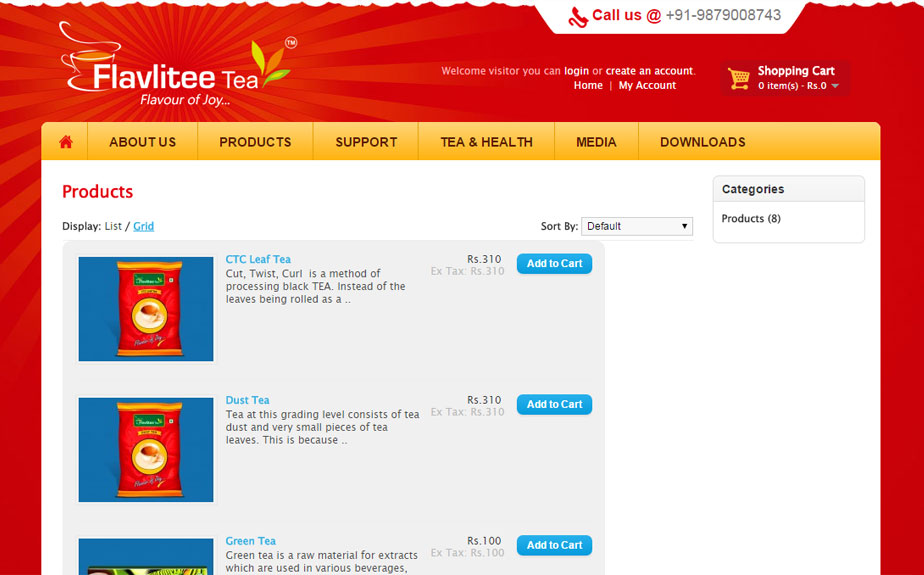 Call us @ +91-9879008743
Flavlitee Tea TM
Flavour of Joy...
Welcome visitor you can login or create an account.
Home | My Account
Shopping Cart
0 item(s) - Rs.0
ABOUT US PRODUCTS SUPPORT TEA & HEALTH MEDIA DOWNLOADS
Products
Display: List / Grid
Sort By: Default
CTC Leaf Tea
Cut, Twist, Curl is a method of
processing black TEA. Instead of the
leaves being rolled as a ..
Rs.310
Ex Tax: Rs.310
Add to Cart
Dust Tea
Tea at this grading level consists of tea
dust and very small pieces of tea
leaves. This is because ..
Rs.310
Ex Tax: Rs.310
Add to Cart
Green Tea
Green tea is a raw material for extracts
which are used in various beverages,
Rs.100
Ex Tax: Rs.100
Add to Cart
Categories
Products (8)